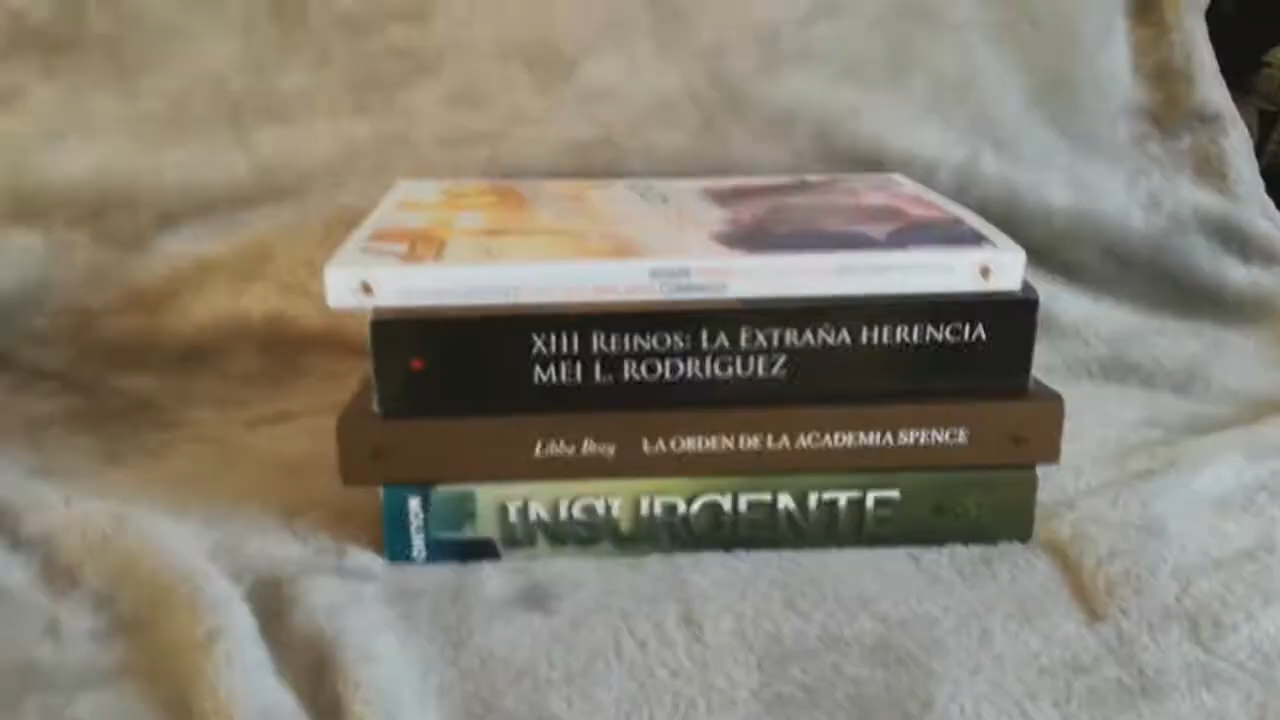 XIII REINOS: LA EXTRAÑA HERENCIA
MEI L. RODRÍGUEZ
Libba Bray LA ORDEN DE LA ACADEMIA SPENCE
INSURGENTE